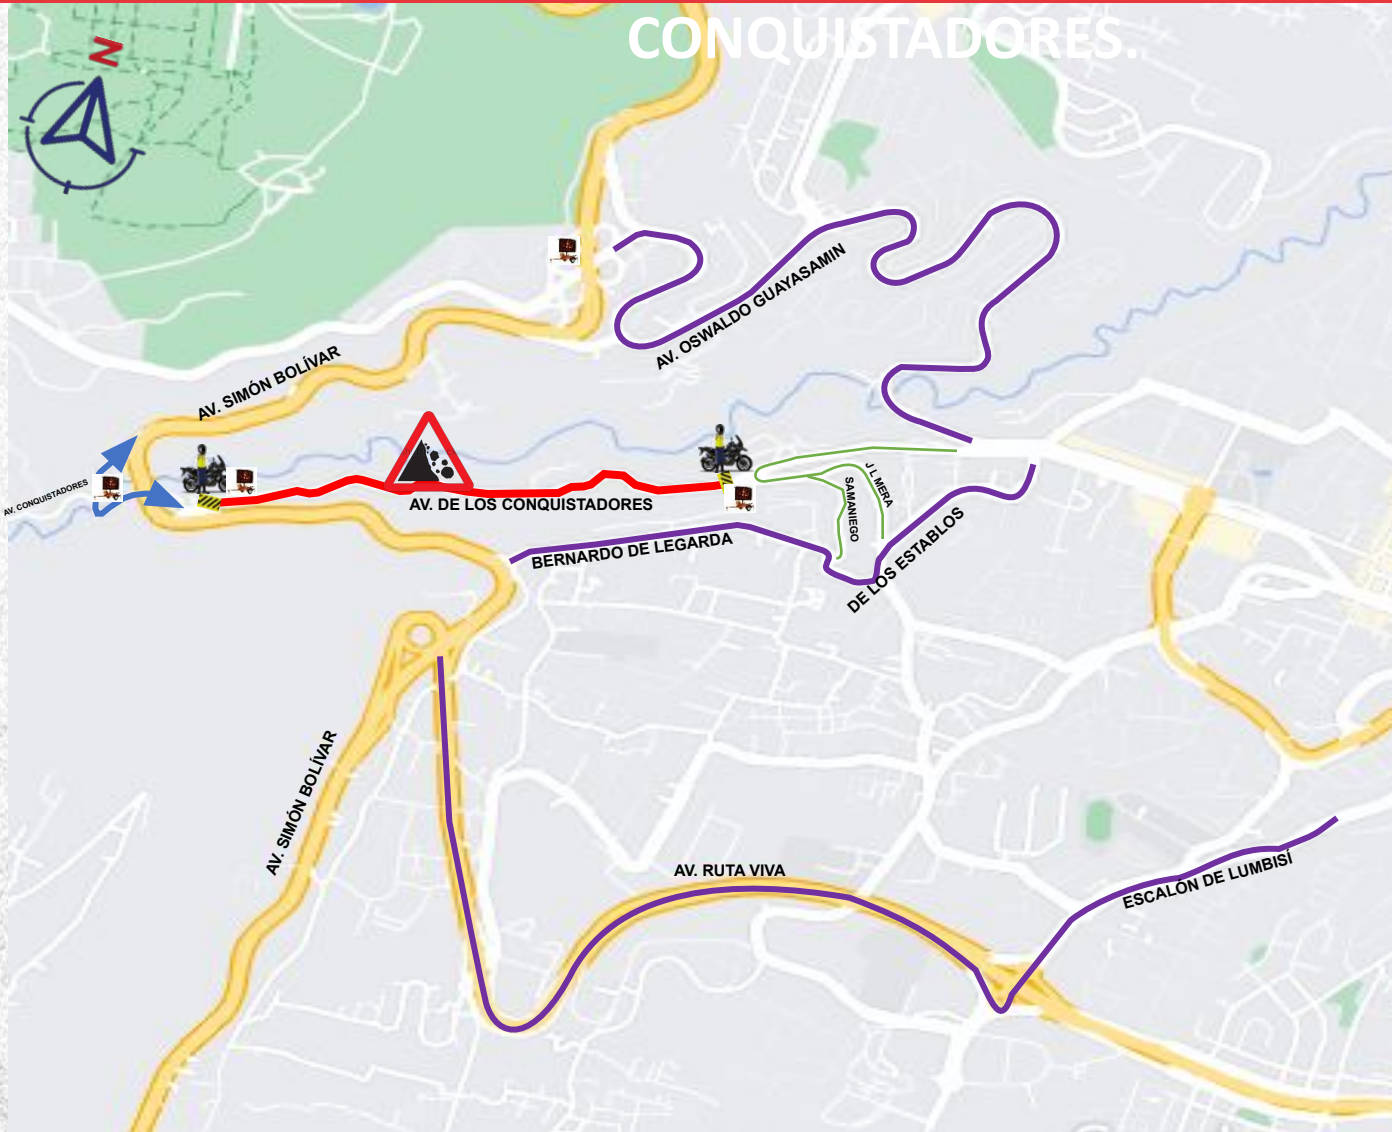 CONQUISTADORES.
N
AV. OSWALDO GUAYASAMIN
AV. SIMÓN BOLÍVAR
AV. CONQUISTADORES
AV. DE LOS CONQUISTADORES
J L MERA
SAMANIEGO
BERNARDO DE LEGARDA
DE LOS ESTABLOS
AV. SIMÓN BOLÍVAR
AV. RUTA VIVA
ESCALÓN DE LUMBISÍ